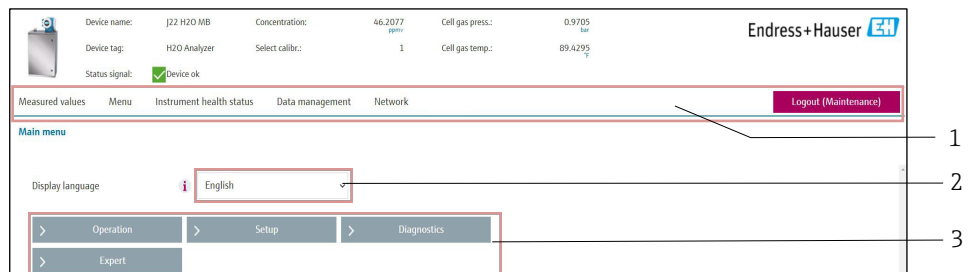 Device name: J22 H2O MB Concentration: 46.2077 Cell gas press.: 0.9705
ppmv bar
Endress+Hauser EH
Device tag: H2O Analyzer Select calibr.: 1 Cell gas temp.: 89.4295
°F
Status signal: Device ok
Measured values Menu Instrument health status Data management Network Logout (Maintenance)
1
Main menu
Display language i English 2
Operation Setup Diagnostics 3
Expert